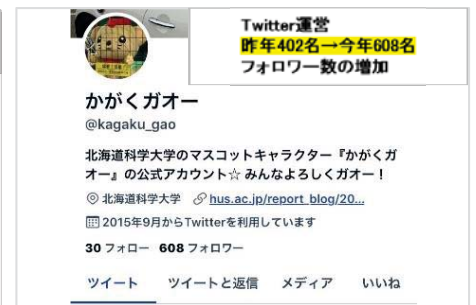 Twitter運営
昨年402名→今年608名
フォロワー数の増加
かがくガオー
@kagaku_gao
北海道科学大学のマスコットキャラクター『かがくガ
オー』の公式アカウント☆ みんなよろしくガオー！
北海道科学大学 hus.ac.jp/report_blog/20...
2015年9月からTwitterを利用しています
30 フォロー 608 フォロワー
ツイート ツイートと返信 メディア いいね